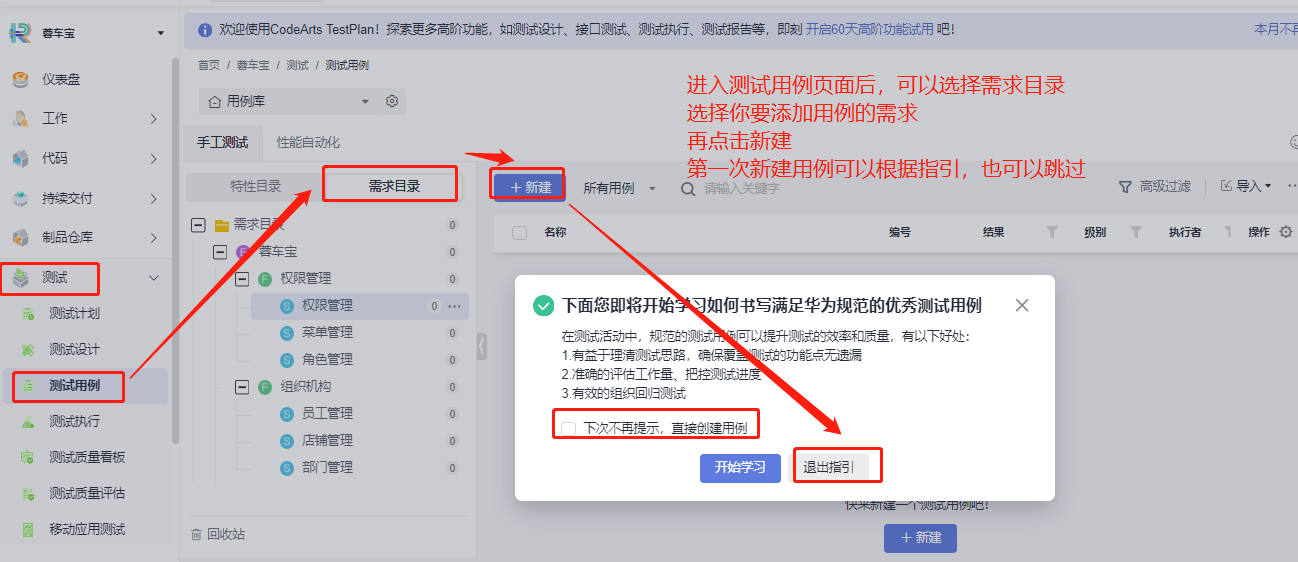 蓉车宝
欢迎使用CodeArts TestPlan！探索更多高阶功能，如测试设计、接口测试、测试执行、测试报告等，即刻 开启60天高阶功能试用 吧！
本月不再
首页 / 蓉车宝 / 测试 / 测试用例
仪表盘
工作
代码
持续交付
制品仓库
测试
测试计划
测试设计
测试用例
测试执行
测试质量看板
测试质量评估
移动应用测试
用例库
手工测试 性能自动化
特性目录 需求目录
需求目录 0
蓉车宝 0
权限管理 0
权限管理 0 ···
菜单管理 0
角色管理 0
组织机构 0
员工管理 0
店铺管理 0
部门管理 0
回收站
进入测试用例页面后，可以选择需求目录
选择你要添加用例的需求
再点击新建
第一次新建用例可以根据指引，也可以跳过
+ 新建 所有用例 请输入关键字 高级过滤 导入
名称 编号 结果 级别 执行者 操作
下面您即将开始学习如何书写满足华为规范的优秀测试用例
在测试活动中，规范的测试用例可以提升测试的效率和质量，有以下好处：
1.有益于理清测试思路，确保覆盖测试的功能点无遗漏
2.准确的评估工作量、把控测试进度
3.有效的组织回归测试
下次不再提示，直接创建用例
开始学习 退出指引
快来新建一个测试用例吧！
+ 新建